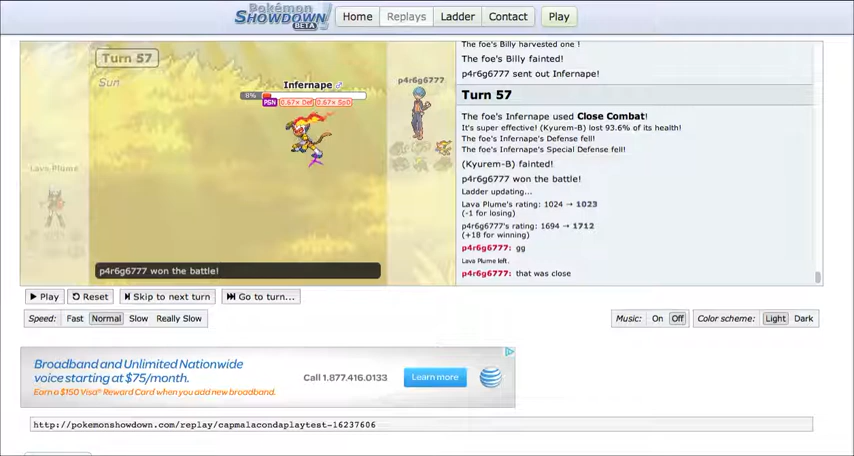 Pokémon
SHOWDOWN!
BETA
Home
Replays
Ladder
Contact
Play
Turn 57
Sun
Infernape ♂
8%
PSN
0.67× Def
0.67× SpD
p4r6g6777
Lava Plume
p4r6g6777 won the battle!
The foe's Billy harvested one !
The foe's Billy fainted!
p4r6g6777 sent out Infernape!
Turn 57
The foe's Infernape used Close Combat!
It's super effective! (Kyurem-B) lost 93.6% of its health!
The foe's Infernape's Defense fell!
The foe's Infernape's Special Defense fell!
(Kyurem-B) fainted!
p4r6g6777 won the battle!
Ladder updating...
Lava Plume's rating: 1024 → 1023
(-1 for losing)
p4r6g6777's rating: 1694 → 1712
(+18 for winning)
p4r6g6777: gg
Lava Plume left.
p4r6g6777: that was close
Play
Reset
Skip to next turn
Go to turn...
Speed: Fast Normal Slow Really Slow
Music: On Off
Color scheme: Light Dark
Broadband and Unlimited Nationwide
voice starting at $75/month.
Earn a $150 Visa® Reward Card when you add new broadband.
Call 1.877.416.0133
Learn more
at&t
http://pokemonshowdown.com/replay/capmalacondaplaytest-16237606